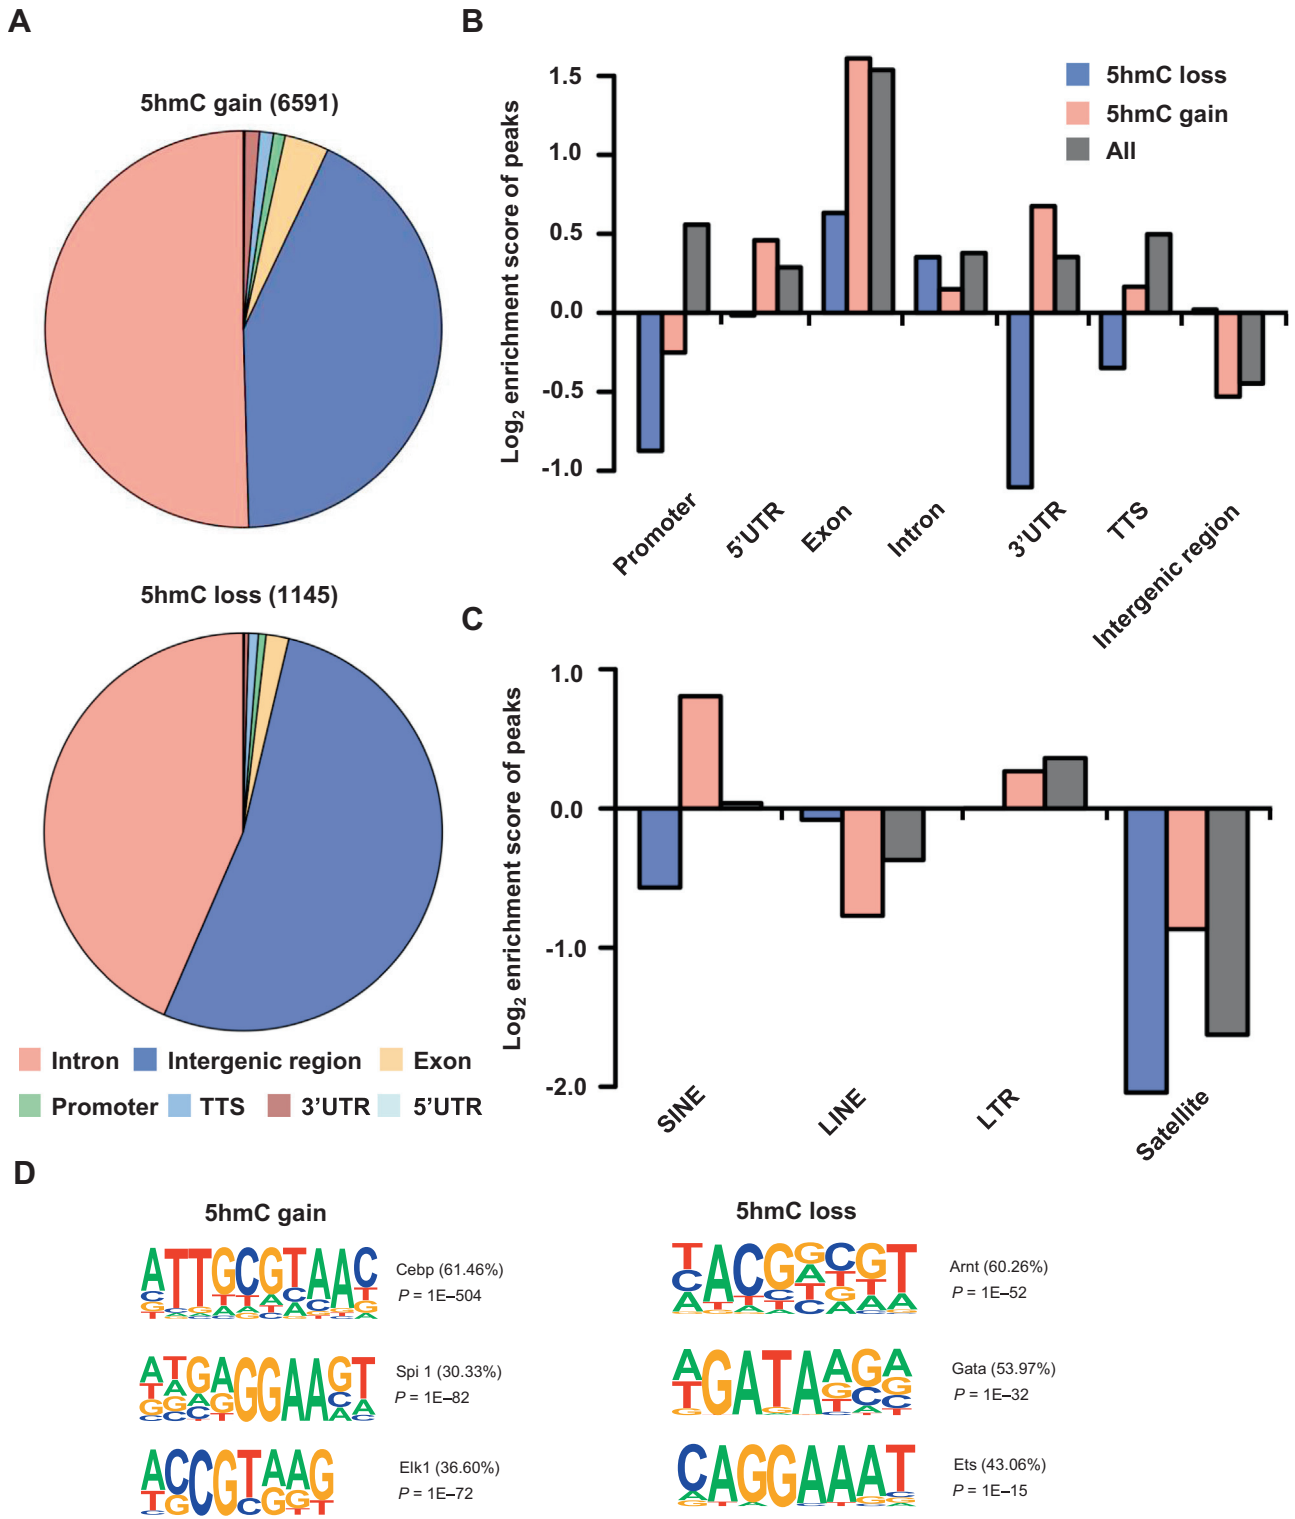 A
5hmC gain (6591)
5hmC loss (1145)
Intron Intergenic region Exon
Promoter TTS 3’UTR 5’UTR
B
Log2 enrichment score of peaks
1.5
1.0
0.5
0.0
-0.5
-1.0
5hmC loss
5hmC gain
All
Promoter 5’UTR Exon Intron 3’UTR TTS Intergenic region
C
Log2 enrichment score of peaks
1.0
0.0
-1.0
-2.0
SINE LINE LTR Satellite
D
5hmC gain
ATTGCGTAAC
Cebp (61.46%)
P = 1E–504
ATGAGGAAGT
Spi 1 (30.33%)
P = 1E–82
ACCGTAAG
Elk1 (36.60%)
P = 1E–72
5hmC loss
TACGGCGT
Arnt (60.26%)
P = 1E–52
AGATAAGA
Gata (53.97%)
P = 1E–32
CAGGAAAT
Ets (43.06%)
P = 1E–15